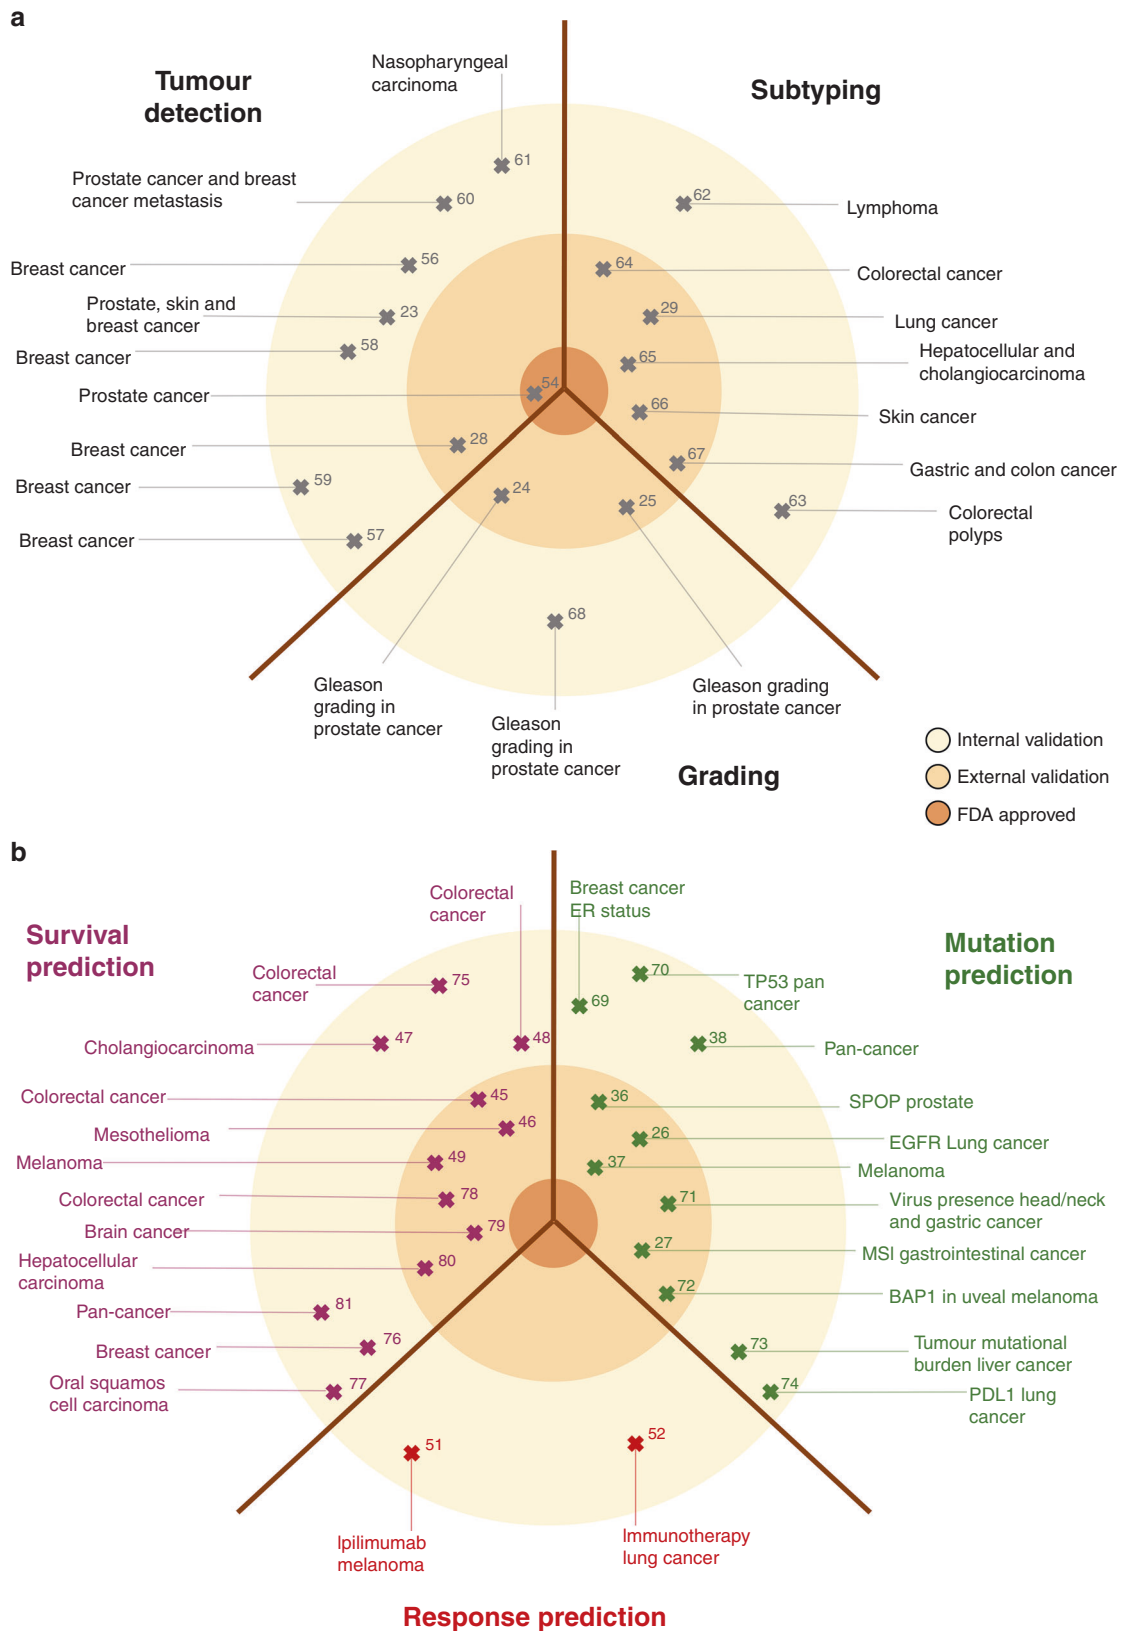 a
Tumour
detection
Nasopharyngeal
carcinoma
Subtyping
61
Prostate cancer and breast
cancer metastasis
60
62
Lymphoma
Breast cancer
56
64
Colorectal cancer
Prostate, skin and
breast cancer
23
29
Lung cancer
Breast cancer
58
65
Hepatocellular and
cholangiocarcinoma
Prostate cancer
54
66
Skin cancer
Breast cancer
28
67
Gastric and colon cancer
Breast cancer
59
24
25
63
Colorectal
polyps
Breast cancer
57
68
Gleason
grading in
prostate cancer
Gleason
grading in
prostate cancer
Gleason grading
in prostate cancer
Grading
Internal validation
External validation
FDA approved
b
Survival
prediction
Colorectal
cancer
Breast cancer
ER status
Mutation
prediction
Colorectal
cancer
75
70
TP53 pan
cancer
69
Cholangiocarcinoma
47
48
38
Pan-cancer
Colorectal cancer
45
36
SPOP prostate
Mesothelioma
46
26
EGFR Lung cancer
Melanoma
49
37
Melanoma
Colorectal cancer
78
71
Virus presence head/neck
and gastric cancer
Brain cancer
79
27
MSI gastrointestinal cancer
Hepatocellular
carcinoma
80
72
BAP1 in uveal melanoma
Pan-cancer
81
Breast cancer
76
73
Tumour mutational
burden liver cancer
Oral squamos
cell carcinoma
77
74
PDL1 lung
cancer
51
52
Ipilimumab
melanoma
Immunotherapy
lung cancer
Response prediction